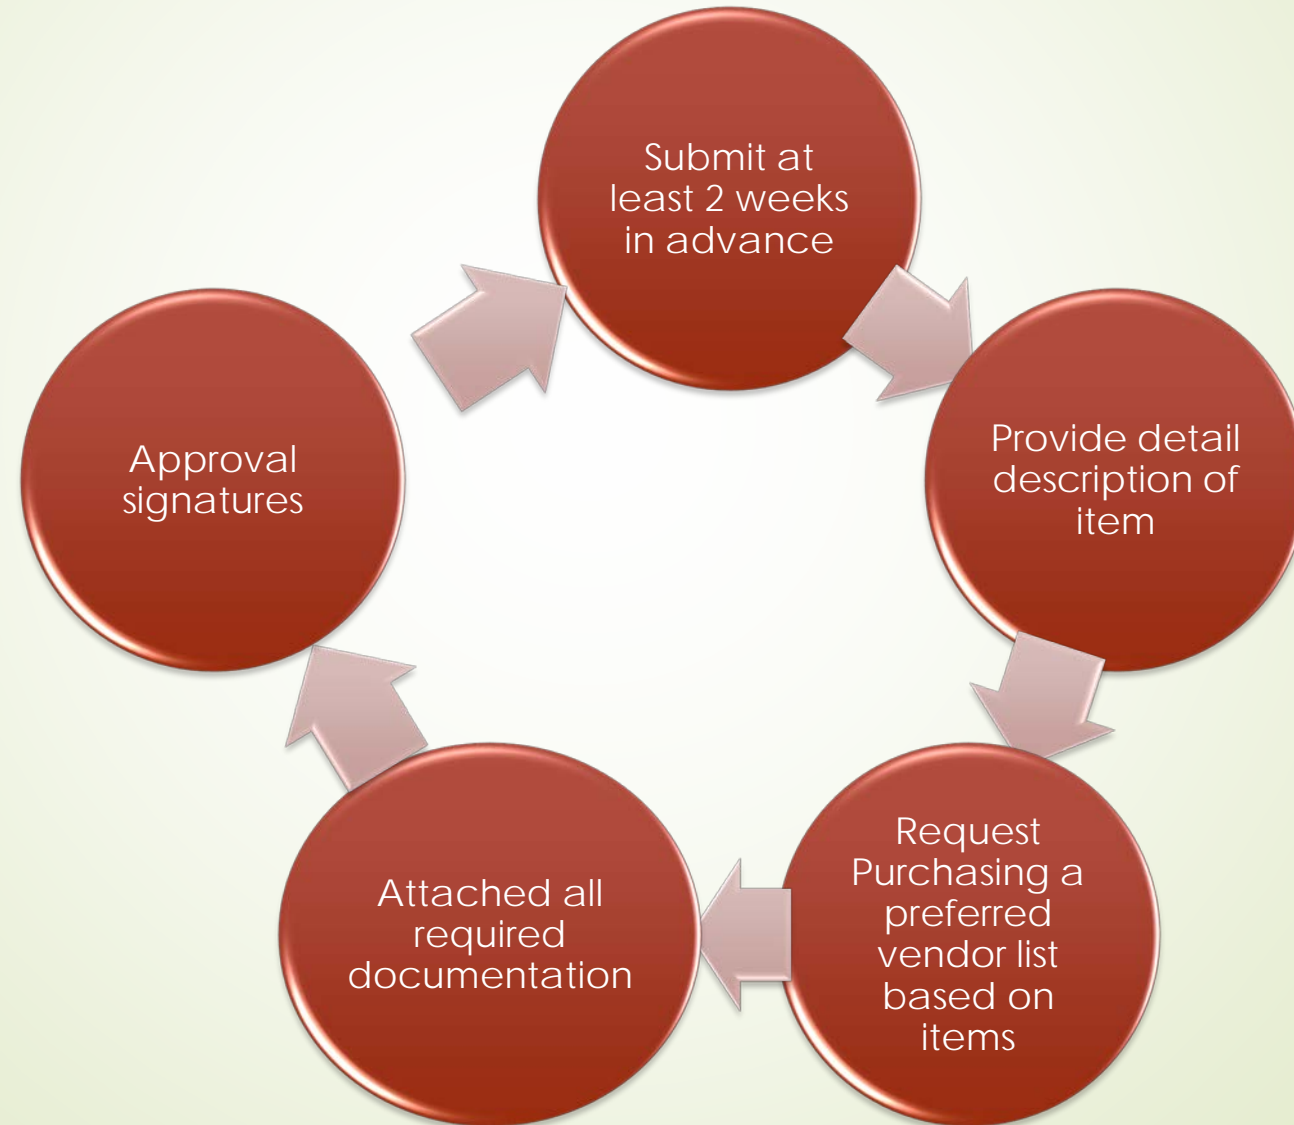 Submit at
least 2 weeks
in advance
Provide detail
description of
item
Request
Purchasing a
preferred
vendor list
based on
items
Attached all
required
documentation
Approval
signatures